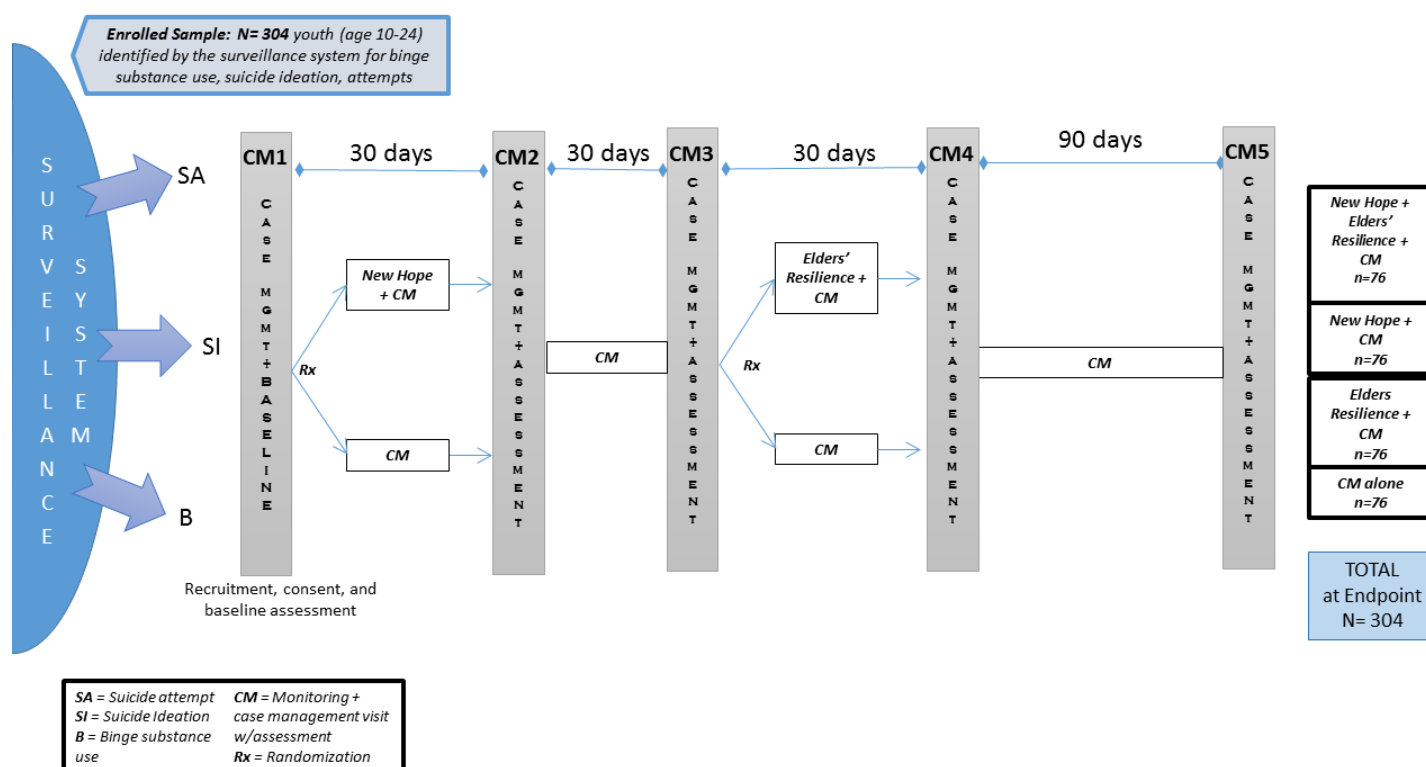 Enrolled Sample: N= 304 youth (age 10-24)
identified by the surveillance system for binge
substance use, suicide ideation, attempts
SURVEILLANCE
SYSTEM
SA
SI
B
CM1
30 days
CM2
30 days
CM3
30 days
CM4
90 days
CM5
CASE MGMT+BASELINE
CASE MGMT+ASSESSMENT
CASE MGMT+ASSESSMENT
CASE MGMT+ASSESSMENT
CASE MGMT+ASSESSMENT
Rx
New Hope
+ CM
CM
CM
Rx
Elders’
Resilience +
CM
CM
CM
New Hope +
Elders’
Resilience +
CM
n=76
New Hope +
CM
n=76
Elders
Resilience +
CM
n=76
CM alone
n=76
Recruitment, consent, and
baseline assessment
TOTAL
at Endpoint
N= 304
SA = Suicide attempt
SI = Suicide Ideation
B = Binge substance
use
CM = Monitoring +
case management visit
w/assessment
Rx = Randomization